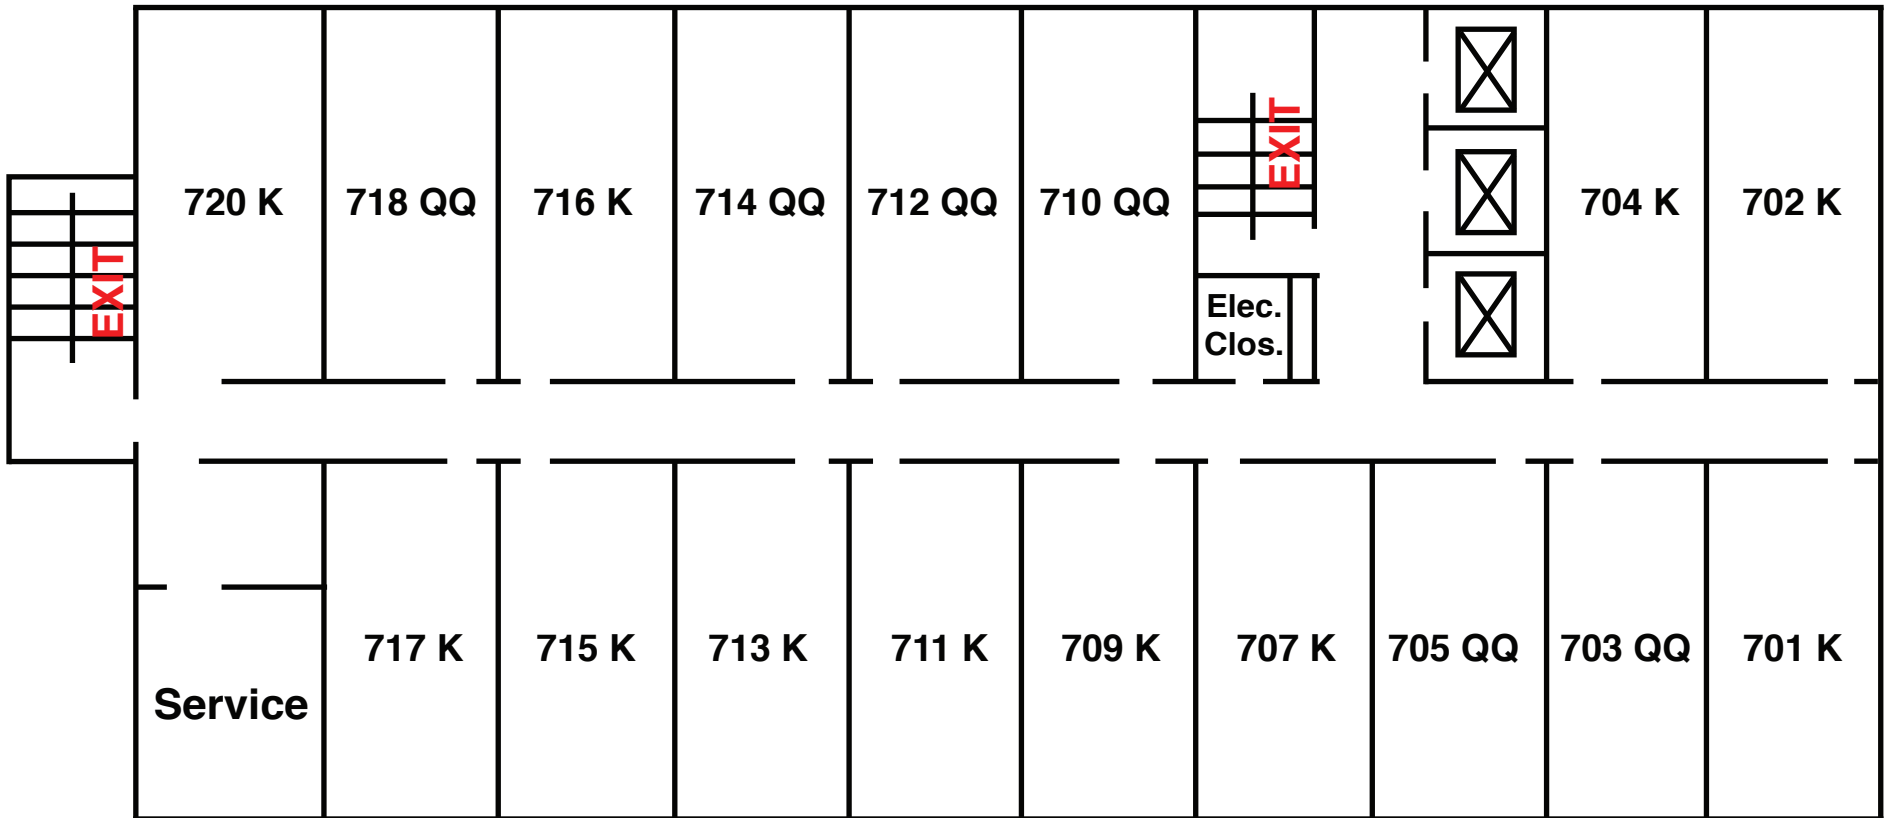 EXIT
720 K
718 QQ
716 K
714 QQ
712 QQ
710 QQ
EXIT
704 K
702 K
Elec.
Clos.
Service
717 K
715 K
713 K
711 K
709 K
707 K
705 QQ
703 QQ
701 K